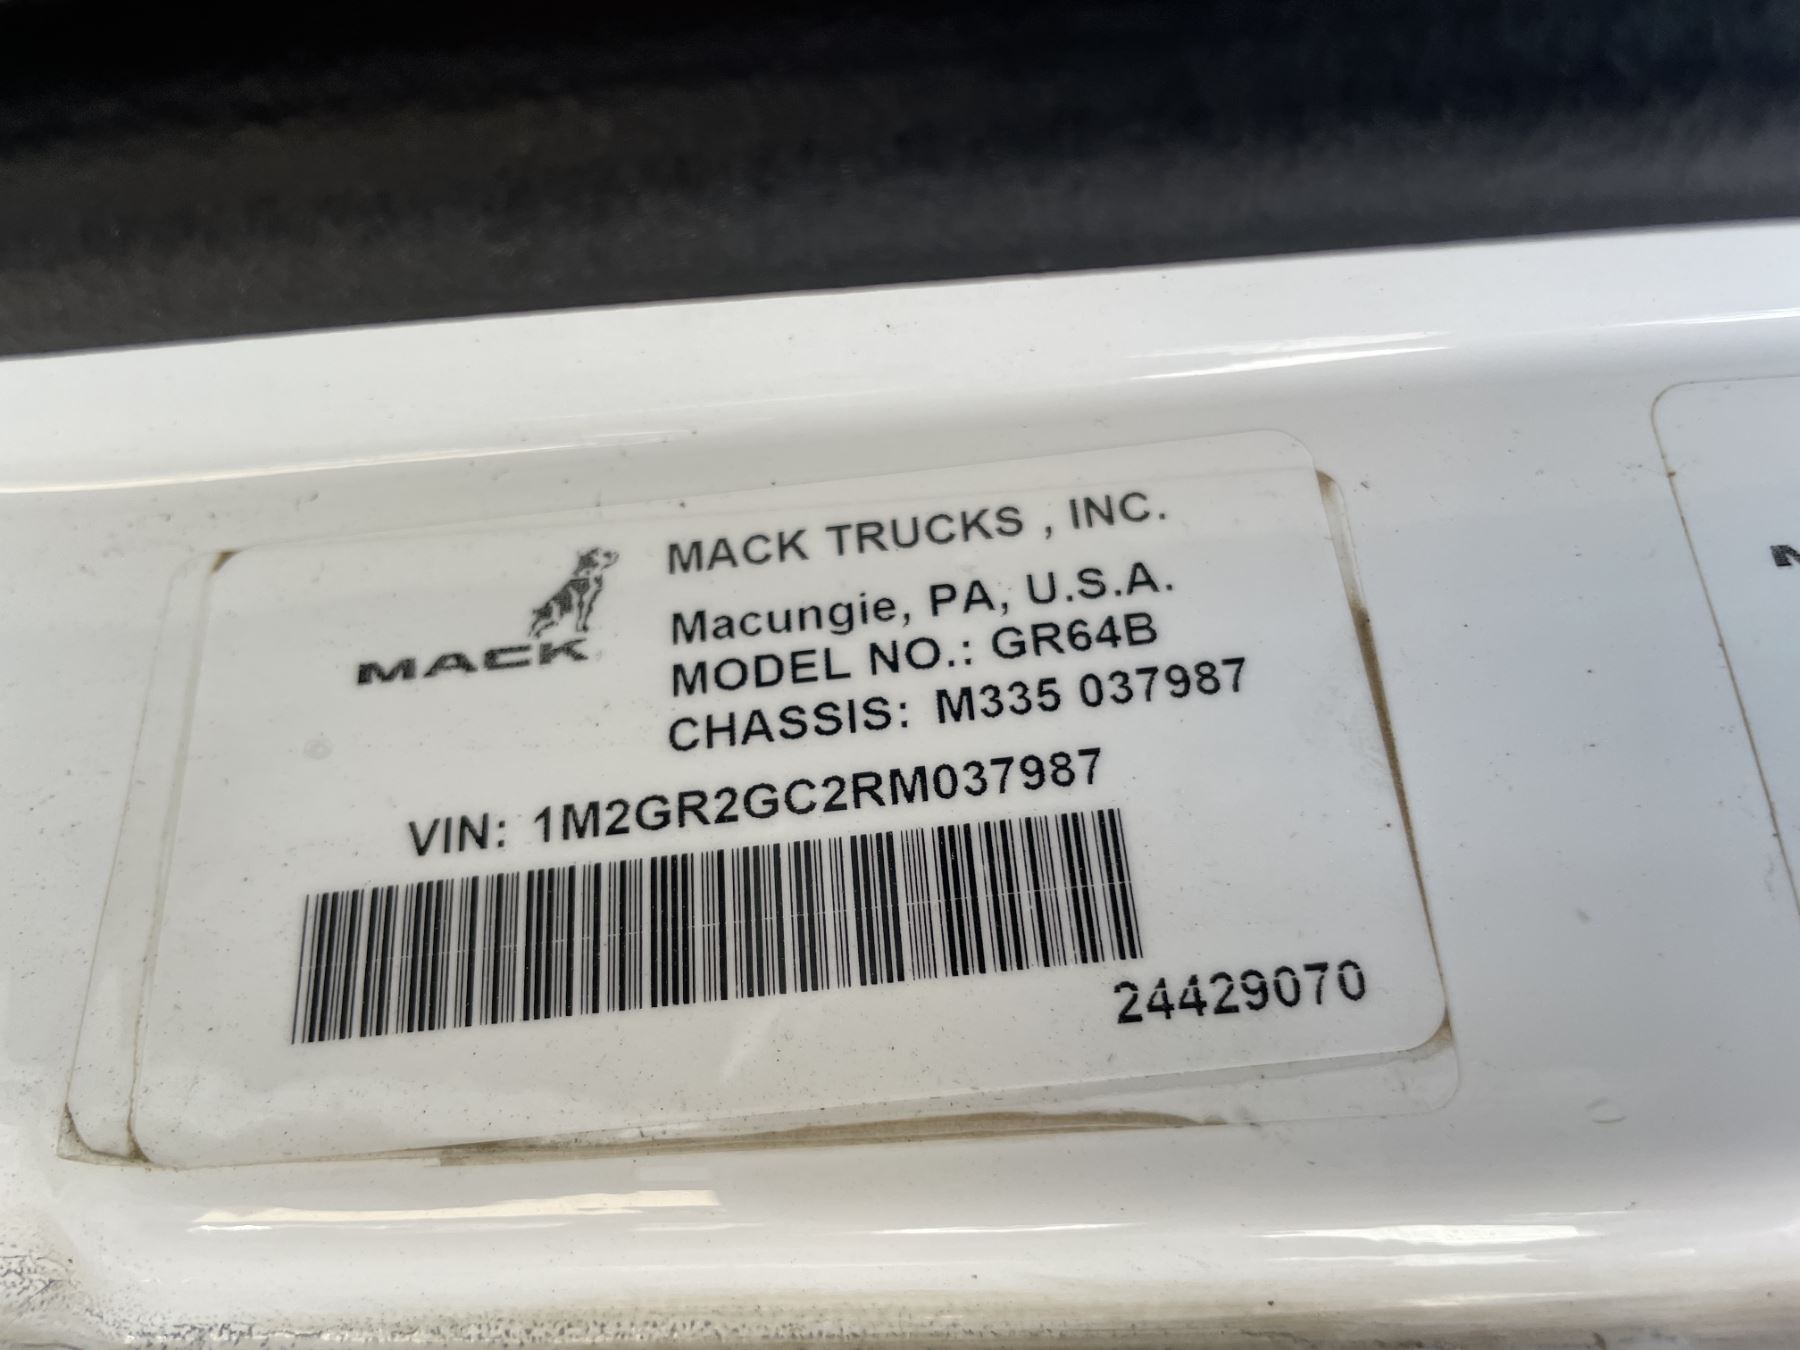 MACK TRUCKS , INC.
MACK
Macungie, PA, U.S.A.
MODEL NO.: GR64B
CHASSIS: M335 037987
VIN: 1M2GR2GC2RM037987
24429070